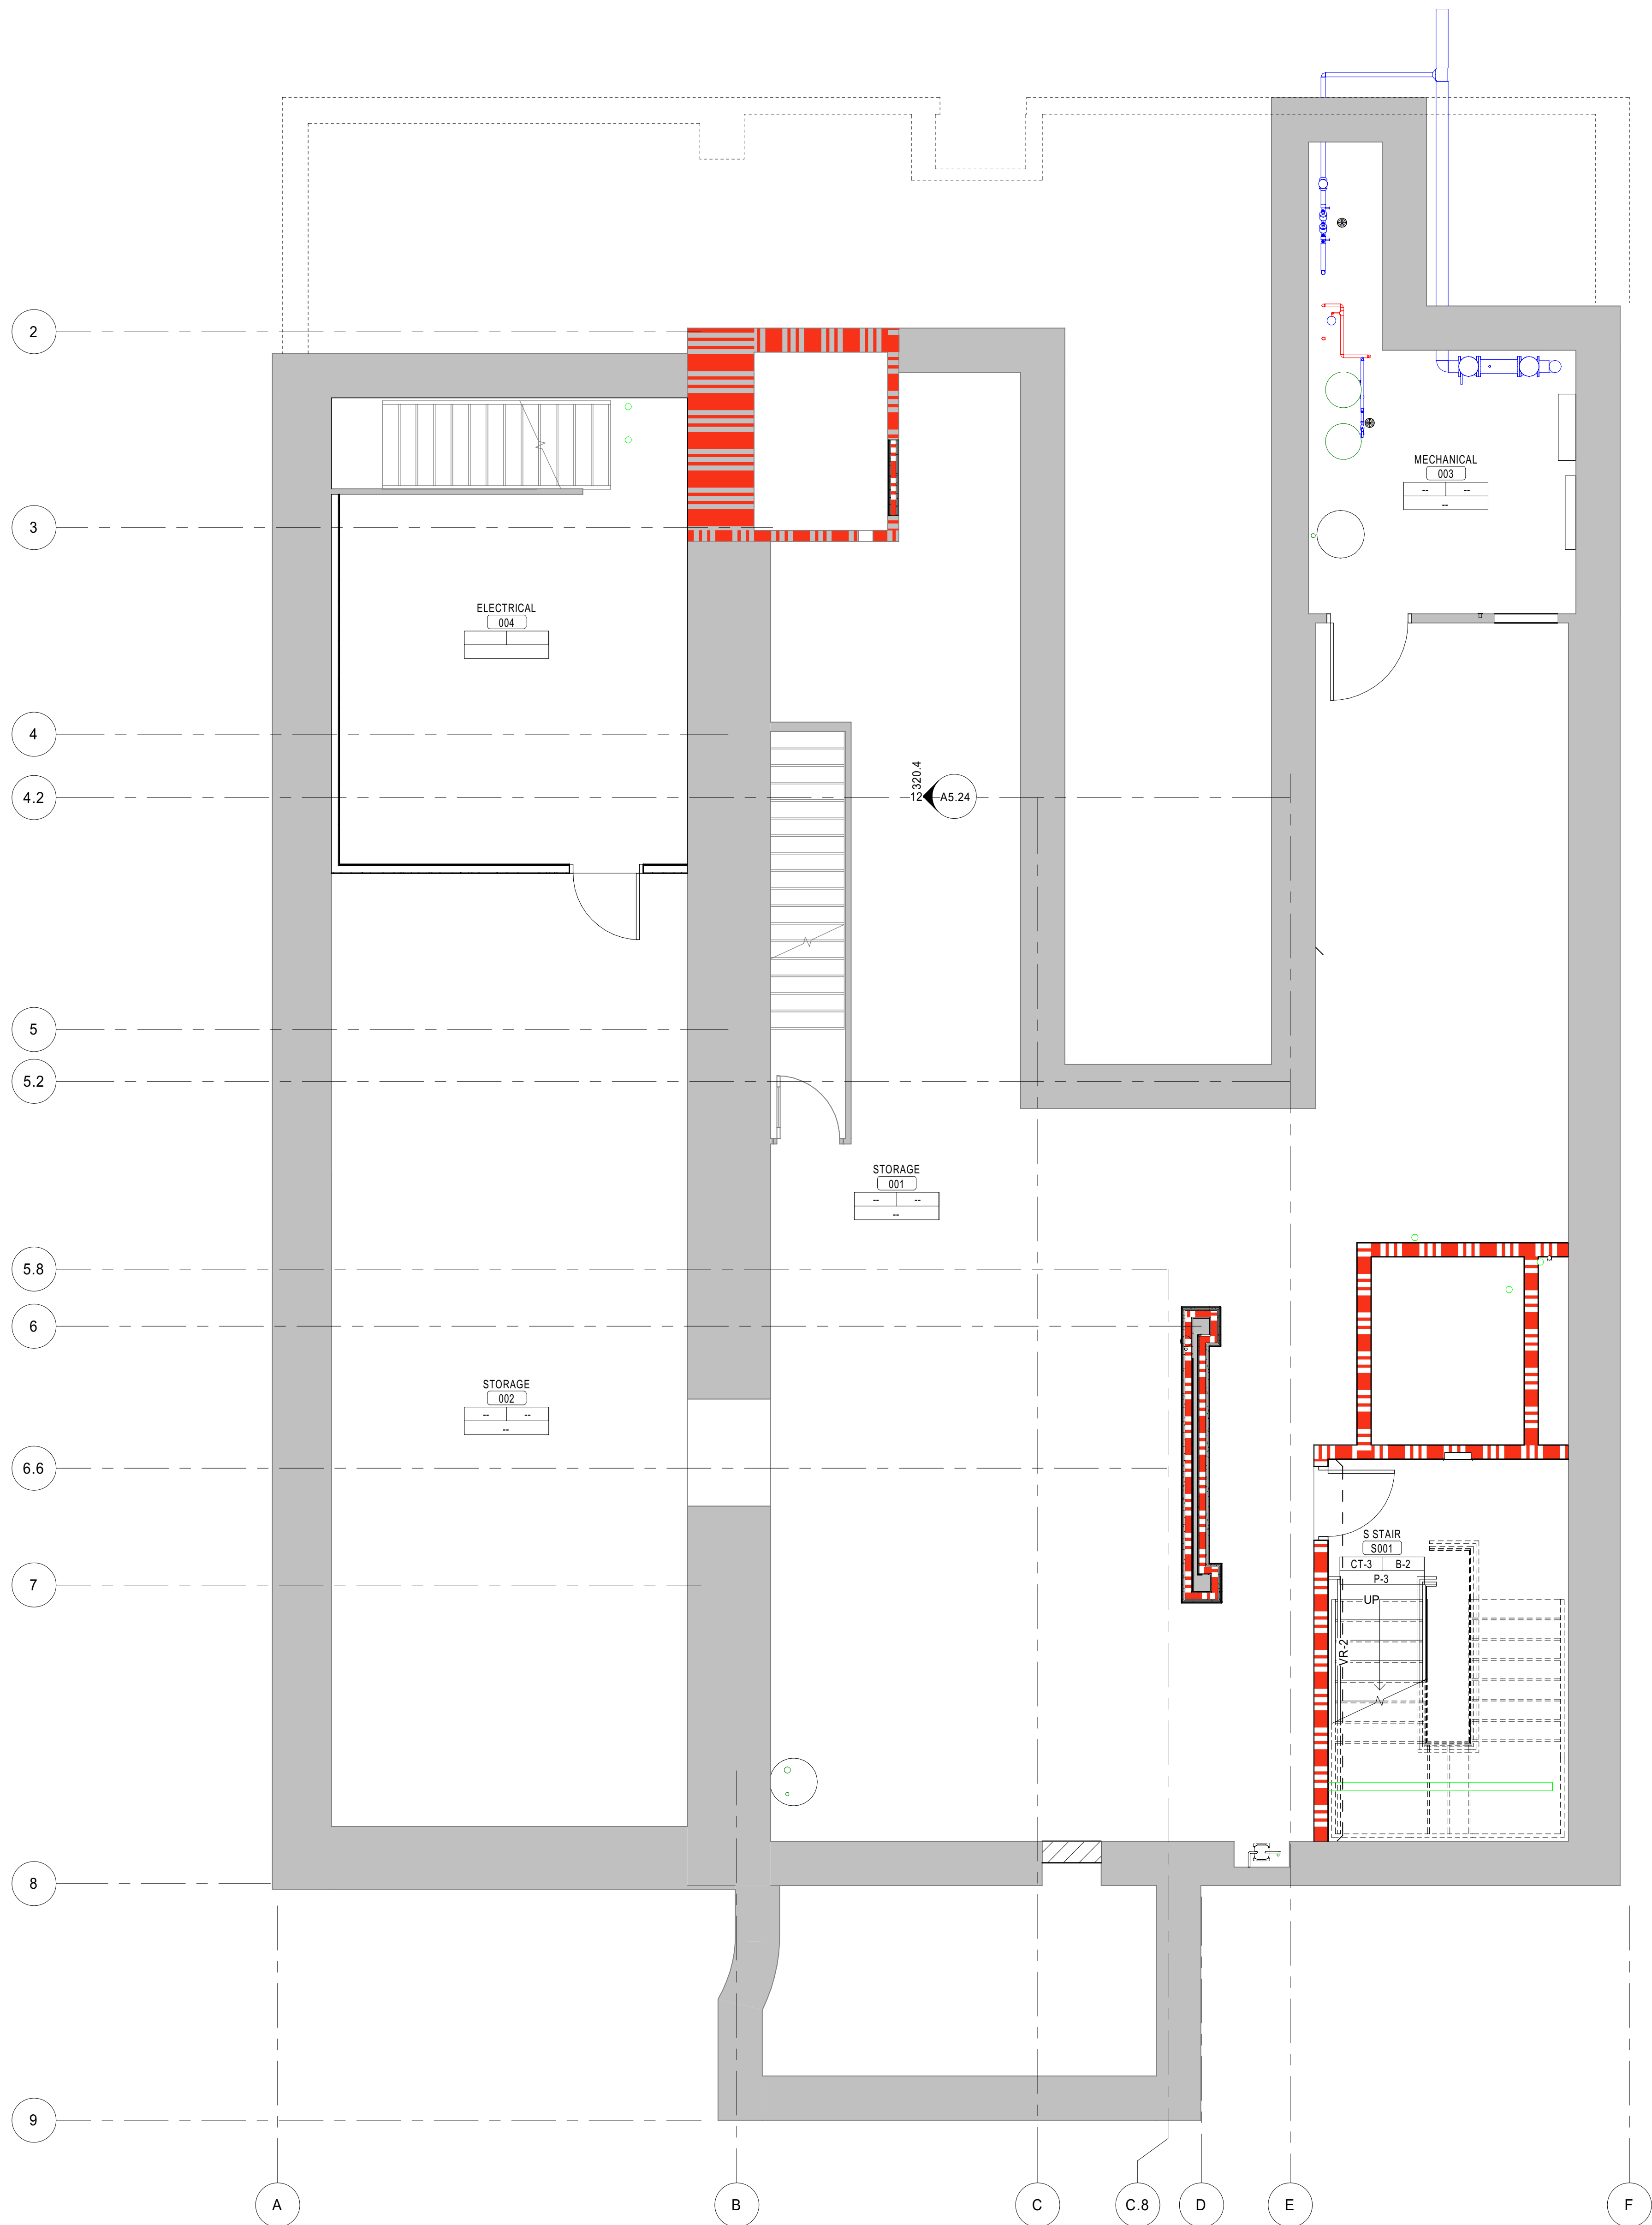 2
MECHANICAL
003
-- --
--
3
ELECTRICAL
004
4
320.4
4.2
12
A5.24
5
5.2
STORAGE
001
-- --
--
5.8
6
STORAGE
002
-- --
--
6.6
S STAIR
S001
CT-3 B-2
P-3
7
UP
VR-2
8
9
A B C C.8 D E F